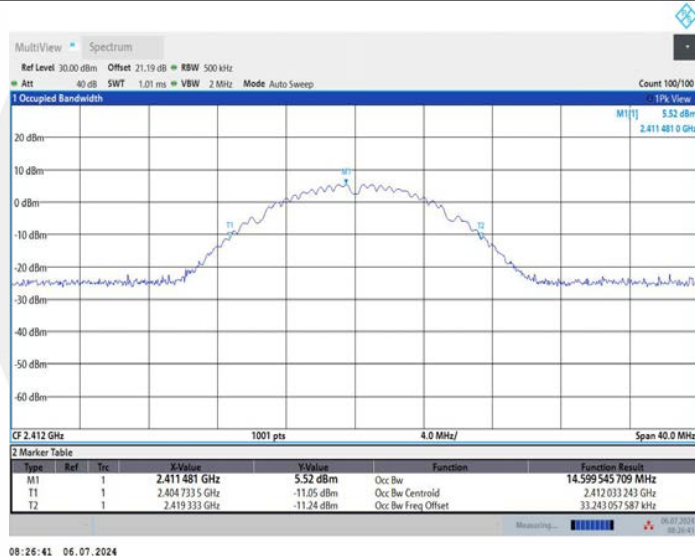 MultiView Spectrum
Ref Level 30.00 dBm Offset 21.19 dB RBW 500 kHz
Att 40 dB SWT 1.01 ms VBW 2 MHz Mode Auto Sweep Count 100/100
1 Occupied Bandwidth 1Pk View
M1[1] 5.52 dBm
2.411 481 0 GHz
20 dBm
10 dBm
M1
0 dBm
T1 T2
-10 dBm
-20 dBm
-30 dBm
-40 dBm
-50 dBm
-60 dBm
CF 2.412 GHz 1001 pts 4.0 MHz/ Span 40.0 MHz
2 Marker Table
Type Ref Trc X-Value Y-Value Function Function Result
M1 1 2.411 481 GHz 5.52 dBm Occ Bw 14.599 545 709 MHz
T1 1 2.404 733 5 GHz -11.05 dBm Occ Bw Centroid 2.412 033 243 GHz
T2 1 2.419 333 GHz -11.24 dBm Occ Bw Freq Offset 33.243 057 587 kHz
Measuring... 06.07.2024
08:26:41
08:26:41 06.07.2024